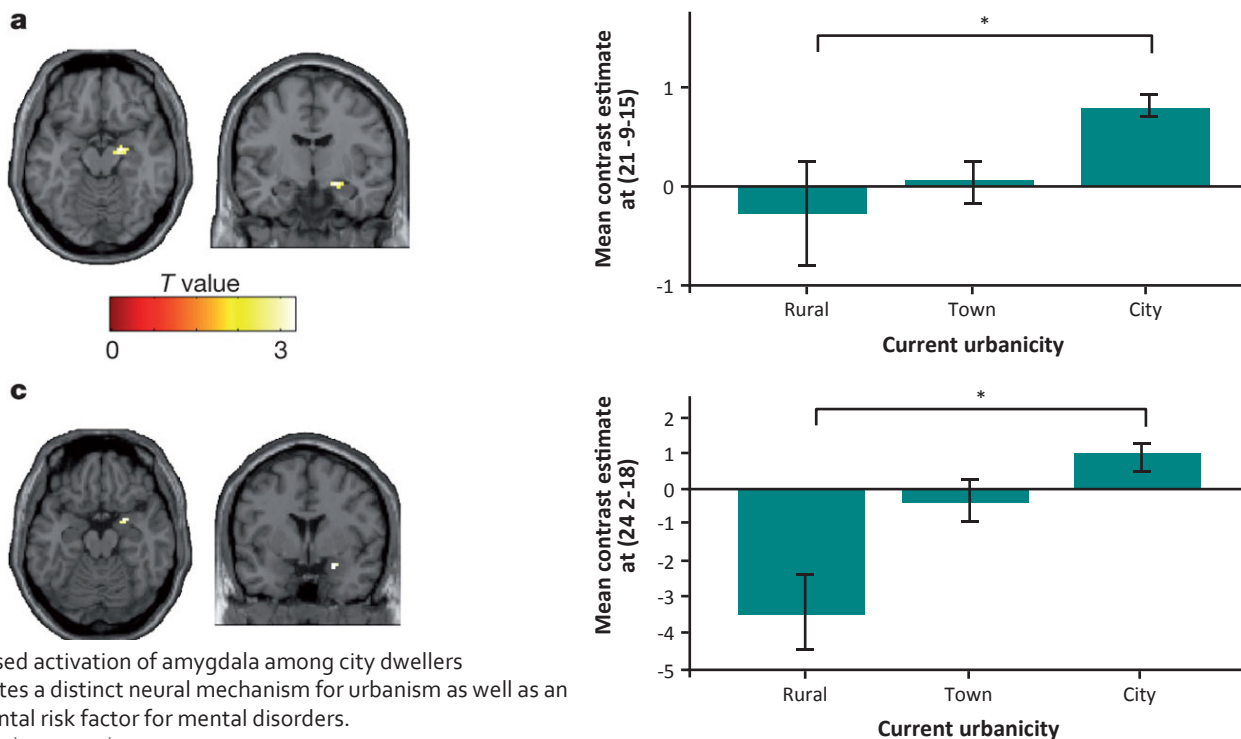 a
T value
0 3
Mean contrast estimate
at (21 -9-15)
*
1
0
-1
Rural Town City
Current urbanicity
c
sed activation of amygdala among city dwellers
tes a distinct neural mechanism for urbanism as well as an
ntal risk factor for mental disorders.
Mean contrast estimate
at (24 2-18)
*
2
1
0
-1
-2
-3
-4
-5
Rural Town City
Current urbanicity